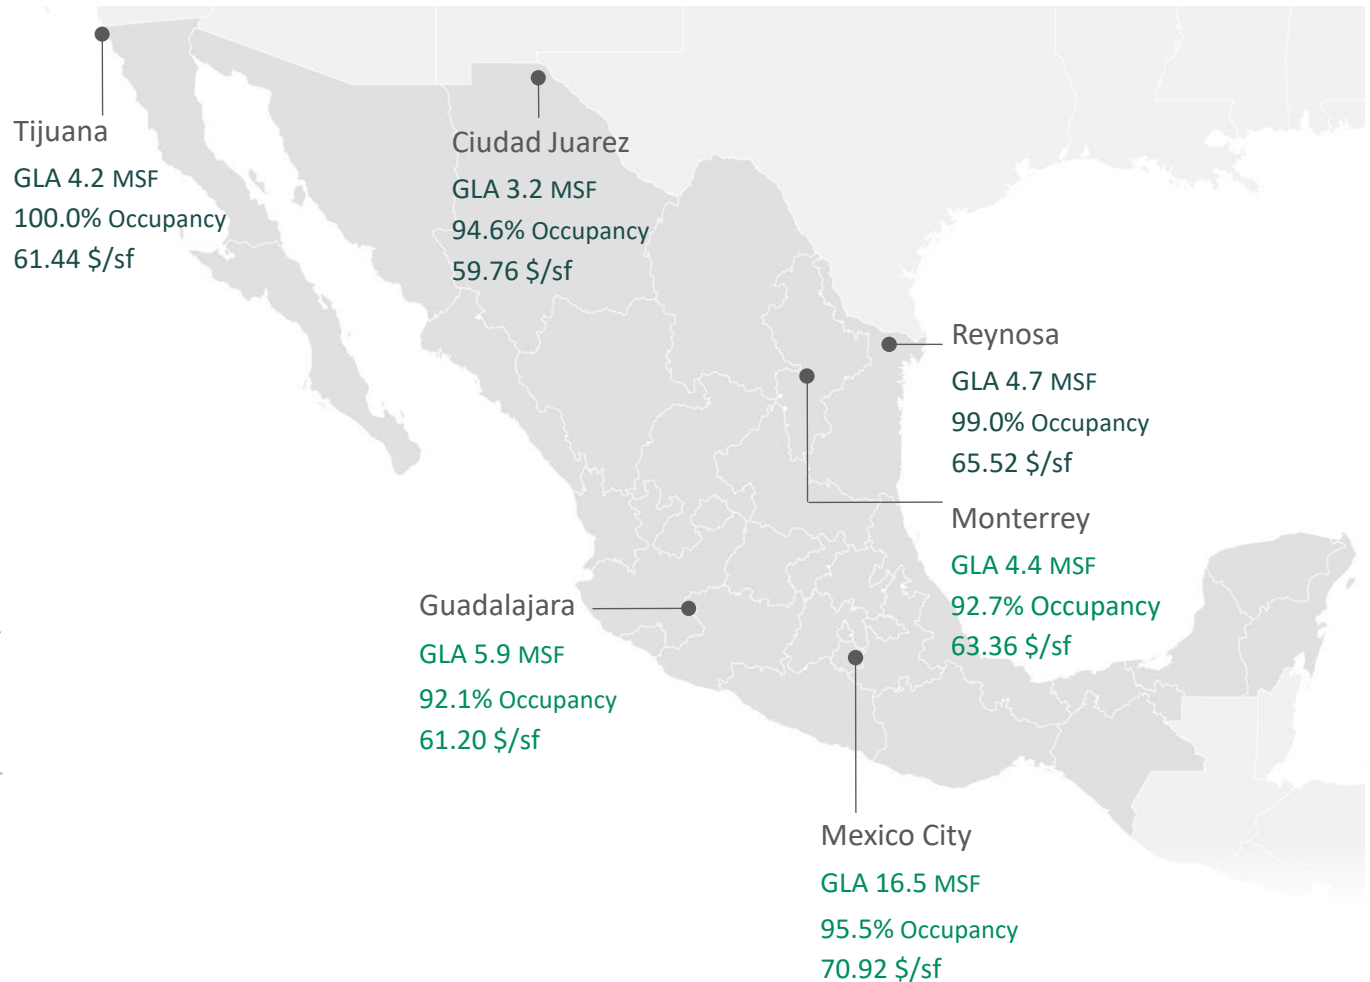 Tijuana
GLA 4.2 MSF
100.0% Occupancy
61.44 $/sf
Ciudad Juarez
GLA 3.2 MSF
94.6% Occupancy
59.76 $/sf
Reynosa
GLA 4.7 MSF
99.0% Occupancy
65.52 $/sf
Monterrey
GLA 4.4 MSF
92.7% Occupancy
63.36 $/sf
Guadalajara
GLA 5.9 MSF
92.1% Occupancy
61.20 $/sf
Mexico City
GLA 16.5 MSF
95.5% Occupancy
70.92 $/sf